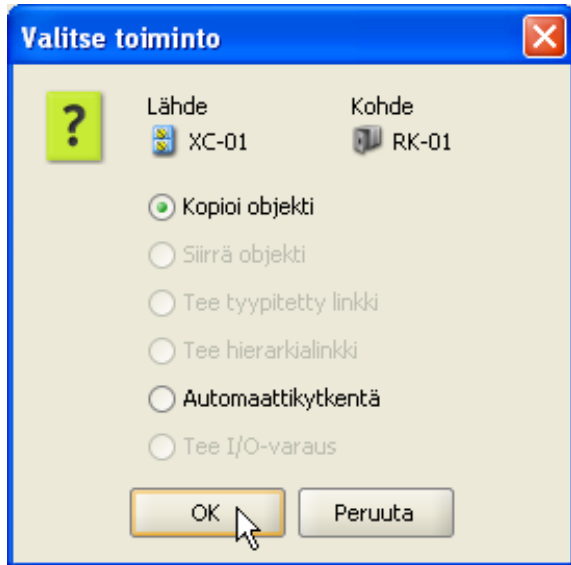 Valitse toiminto
?
Lähde Kohde
XC-01 RK-01
Kopioi objekti
Siirrä objekti
Tee tyypitetty linkki
Tee hierarkialinkki
Automaattikytkentä
Tee I/O-varaus
OK Peruuta